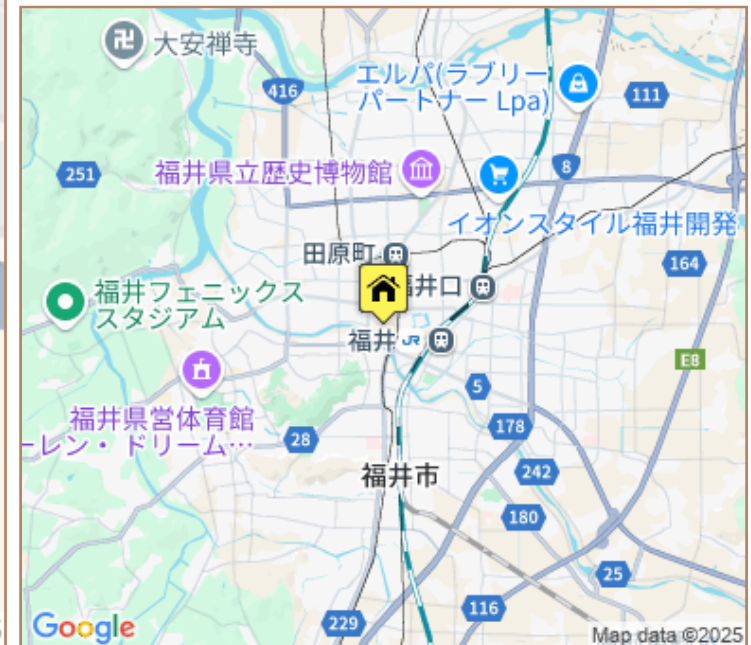 大安禅寺
エルパ(ラブリー
パートナー Lpa)
416
111
251
福井県立歴史博物館
8
イオンスタイル福井開発
田原町
164
福井口
福井フェニックス
スタジアム
福井 JR
E8
5
福井県営体育館
ーレン・ドリーム…
28
178
福井市
242
180
25
116
229
Google
Map data ©2025